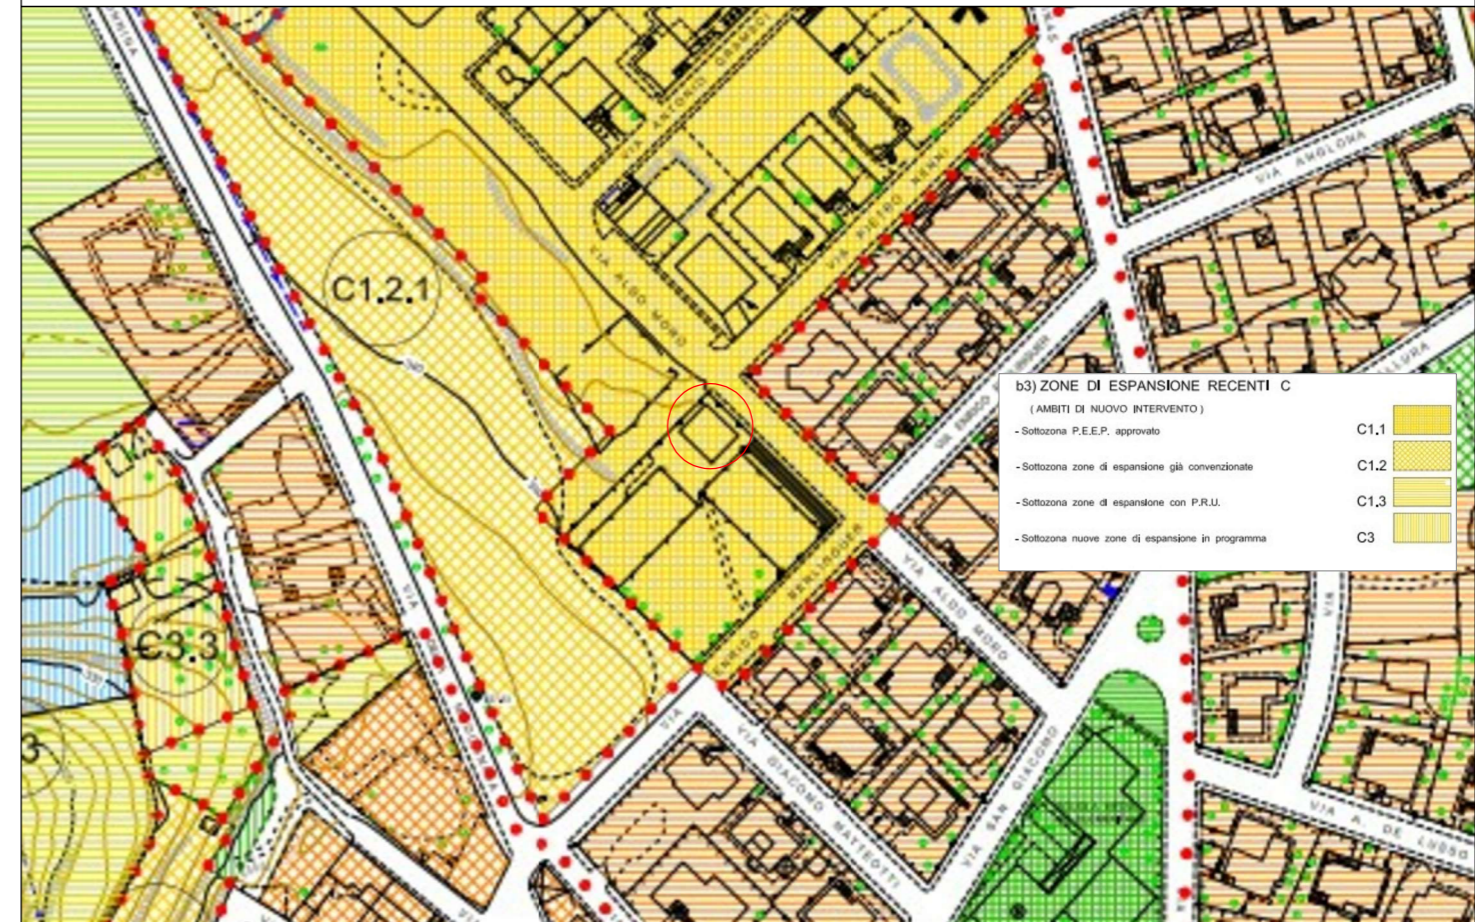 VIA ANTONIO GRAMSCI
VIA ANGLONA
VIA PIETRO NENNI
C1.2.1
VIA ALDO MORO
VIA ENRICO
b3) ZONE DI ESPANSIONE RECENTI C
( AMBITI DI NUOVO INTERVENTO )
- Sottozona P.E.E.P. approvato C1.1
- Sottozona zone di espansione già convenzionate C1.2
- Sottozona zone di espansione con P.R.U. C1.3
- Sottozona nuove zone di espansione in programma C3
ENRICO BERLINGUER
VIA ALDO MORO
VIA
VIA
C3.3
3
VIA
VIA GIACOMO MATTEOTTI
VIA SAN GIACOMO
VIA A. DE LUSSO